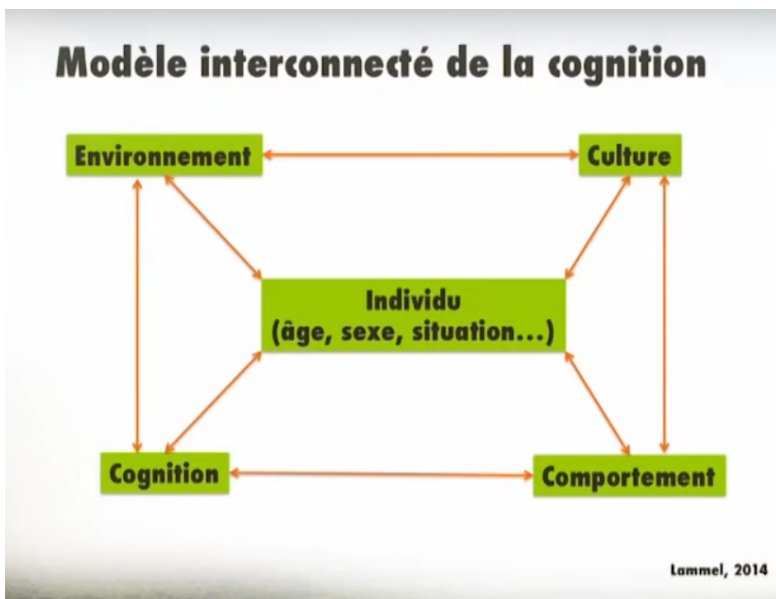 Modèle interconnecté de la cognition
Environnement
Culture
Individu
(âge, sexe, situation...)
Cognition
Comportement
Lammel, 2014